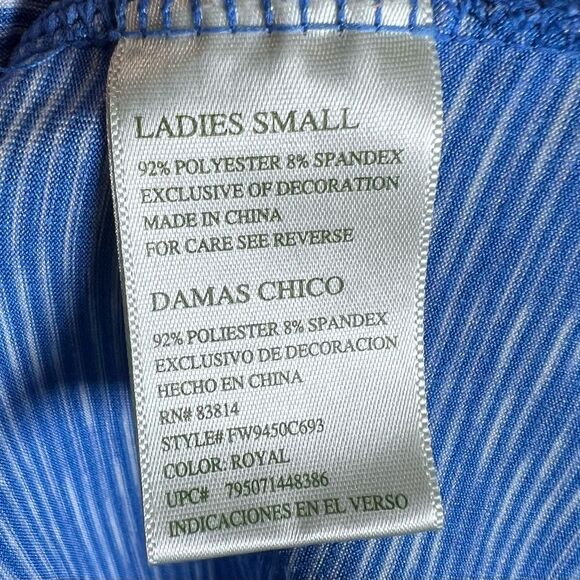 LADIES SMALL
92% POLYESTER 8% SPANDEX
EXCLUSIVE OF DECORATION
MADE IN CHINA
FOR CARE SEE REVERSE
DAMAS CHICO
92% POLIESTER 8% SPANDEX
EXCLUSIVO DE DECORACION
HECHO EN CHINA
RN# 83814
STYLE# FW9450C693
COLOR: ROYAL
UPC# 795071448386
INDICACIONES EN EL VERSO